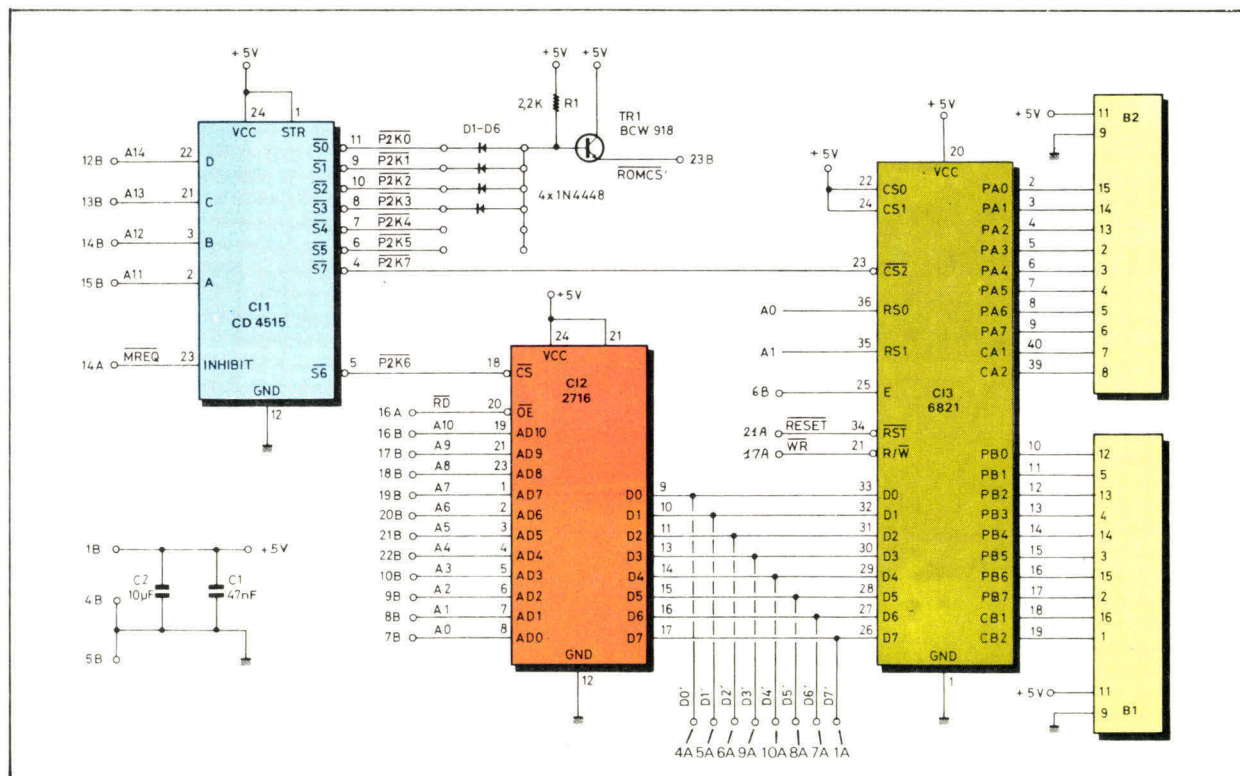 +5V
24
1
VCC
STR
12B
A14
22
D
13B
A13
21
C
14B
A12
3
B
15B
A11
2
A
CI1
CD 4515
14A
MREQ
23
INHIBIT
GND
12
S0
11
P2K0
S1
9
P2K1
S2
10
P2K2
S3
8
P2K3
S4
7
P2K4
S5
6
P2K5
S7
4
P2K7
S6
5
P2K6
D1-D6
4x1N4448
+5V
+5V
2,2K
R1
TR1
BCW 918
23B
ROMCS'
+5V
24
21
VCC
18
CS
CI2
2716
16A
RD
20
OE
16B
A10
19
AD10
17B
A9
21
AD9
18B
A8
23
AD8
19B
A7
1
AD7
20B
A6
2
AD6
21B
A5
3
AD5
22B
A4
4
AD4
10B
A3
5
AD3
9B
A2
6
AD2
8B
A1
7
AD1
7B
A0
8
AD0
GND
12
D0
9
D1
10
D2
11
D3
13
D4
14
D5
15
D6
16
D7
17
D0'
D1'
D2'
D3'
D4'
D5'
D6'
D7'
4A
5A
6A
9A
10A
8A
7A
1A
1B
+5V
C2
10µF
C1
47nF
4B
5B
+5V
20
VCC
+5V
22
CS0
24
CS1
23
CS2
A0
36
RS0
A1
35
RS1
6B
25
E
21A
RESET
34
RST
17A
WR
21
R/W
CI3
6821
33
D0
32
D1
31
D2
30
D3
29
D4
28
D5
27
D6
26
D7
GND
1
PA0
2
15
PA1
3
14
PA2
4
13
PA3
5
2
PA4
6
3
PA5
7
4
PA6
8
5
PA7
9
6
CA1
40
7
CA2
39
8
+5V
11
9
B2
PB0
10
12
PB1
11
5
PB2
12
13
PB3
13
4
PB4
14
14
PB5
15
3
PB6
16
15
PB7
17
2
CB1
18
16
CB2
19
1
+5V
11
9
B1